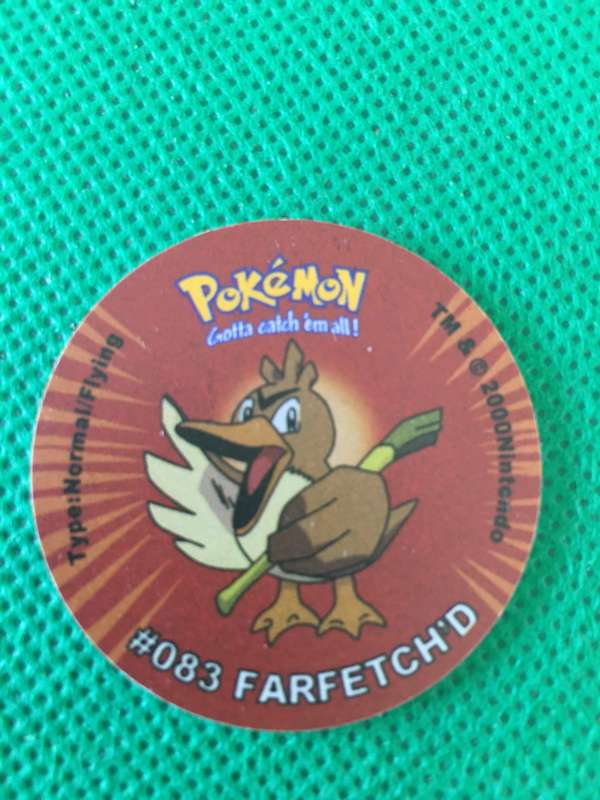 Pokémon
Gotta catch 'em all!
Type:Normal/Flying
TM & © 2000Nintendo
#083 FARFETCH'D